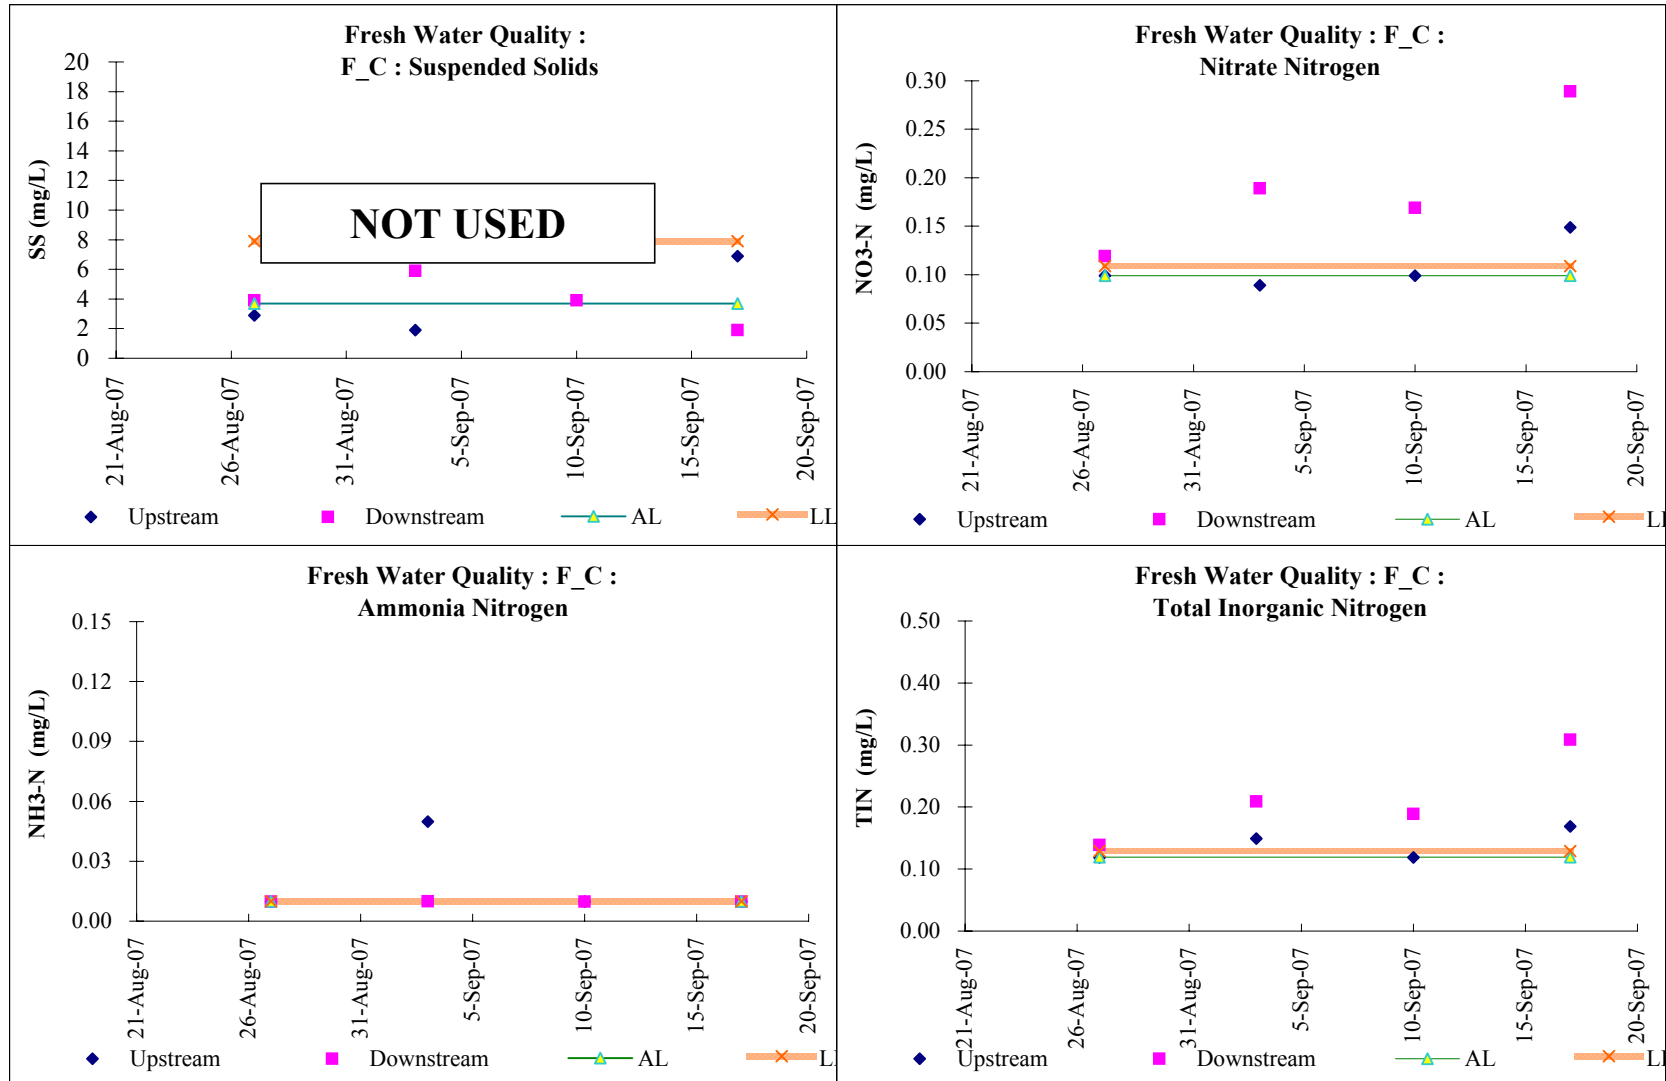 Fresh Water Quality :
F_C : Suspended Solids
20
18
16
14
12
10
8
6
4
2
0
SS (mg/L)
NOT USED
21-Aug-07
26-Aug-07
31-Aug-07
5-Sep-07
10-Sep-07
15-Sep-07
20-Sep-07
Upstream Downstream AL LL
Fresh Water Quality : F_C :
Nitrate Nitrogen
0.30
0.25
0.20
0.15
0.10
0.05
0.00
NO3-N (mg/L)
21-Aug-07
26-Aug-07
31-Aug-07
5-Sep-07
10-Sep-07
15-Sep-07
20-Sep-07
Upstream Downstream AL LL
Fresh Water Quality : F_C :
Ammonia Nitrogen
0.15
0.12
0.09
0.06
0.03
0.00
NH3-N (mg/L)
21-Aug-07
26-Aug-07
31-Aug-07
5-Sep-07
10-Sep-07
15-Sep-07
20-Sep-07
Upstream Downstream AL LL
Fresh Water Quality : F_C :
Total Inorganic Nitrogen
0.50
0.40
0.30
0.20
0.10
0.00
TIN (mg/L)
21-Aug-07
26-Aug-07
31-Aug-07
5-Sep-07
10-Sep-07
15-Sep-07
20-Sep-07
Upstream Downstream AL LL